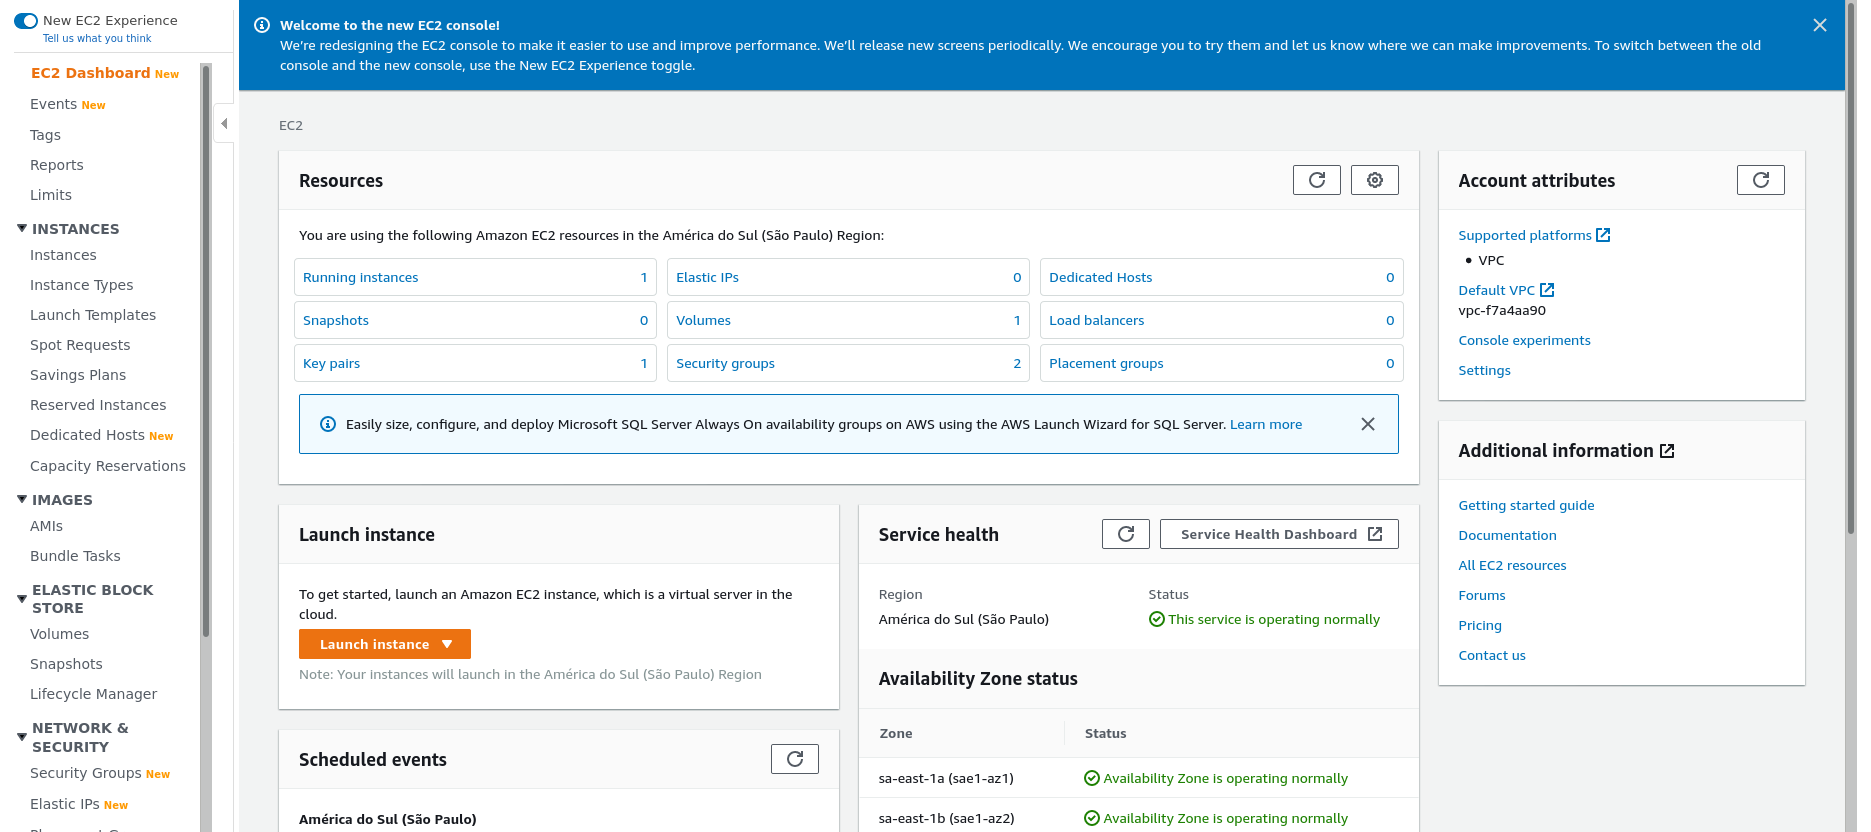 New EC2 Experience
Tell us what you think
EC2 Dashboard New
Events New
Tags
Reports
Limits
INSTANCES
Instances
Instance Types
Launch Templates
Spot Requests
Savings Plans
Reserved Instances
Dedicated Hosts New
Capacity Reservations
IMAGES
AMIs
Bundle Tasks
ELASTIC BLOCK
STORE
Volumes
Snapshots
Lifecycle Manager
NETWORK &
SECURITY
Security Groups New
Elastic IPs New
Welcome to the new EC2 console!
We're redesigning the EC2 console to make it easier to use and improve performance. We'll release new screens periodically. We encourage you to try them and let us know where we can make improvements. To switch between the old
console and the new console, use the New EC2 Experience toggle.
EC2
Resources
You are using the following Amazon EC2 resources in the América do Sul (São Paulo) Region:
Running instances 1
Elastic IPs 0
Dedicated Hosts 0
Snapshots 0
Volumes 1
Load balancers 0
Key pairs 1
Security groups 2
Placement groups 0
Easily size, configure, and deploy Microsoft SQL Server Always On availability groups on AWS using the AWS Launch Wizard for SQL Server. Learn more
Launch instance
To get started, launch an Amazon EC2 instance, which is a virtual server in the
cloud.
Launch instance
Note: Your instances will launch in the América do Sul (São Paulo) Region
Scheduled events
América do Sul (São Paulo)
Service health
Service Health Dashboard
Region
América do Sul (São Paulo)
Status
This service is operating normally
Availability Zone status
Zone Status
sa-east-1a (sae1-az1) Availability Zone is operating normally
sa-east-1b (sae1-az2) Availability Zone is operating normally
Account attributes
Supported platforms
• VPC
Default VPC
vpc-f7a4aa90
Console experiments
Settings
Additional information
Getting started guide
Documentation
All EC2 resources
Forums
Pricing
Contact us